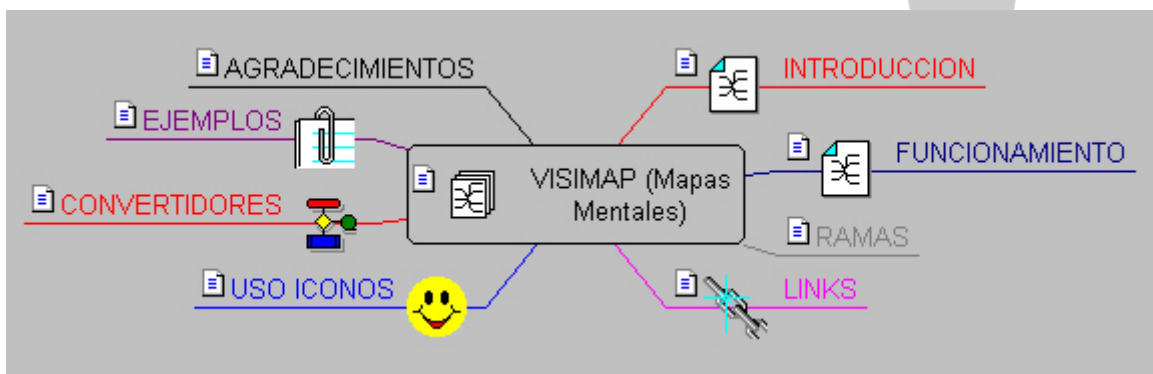 AGRADECIMIENTOS
INTRODUCCION
EJEMPLOS
FUNCIONAMIENTO
VISIMAP (Mapas
Mentales)
CONVERTIDORES
RAMAS
USO ICONOS
LINKS